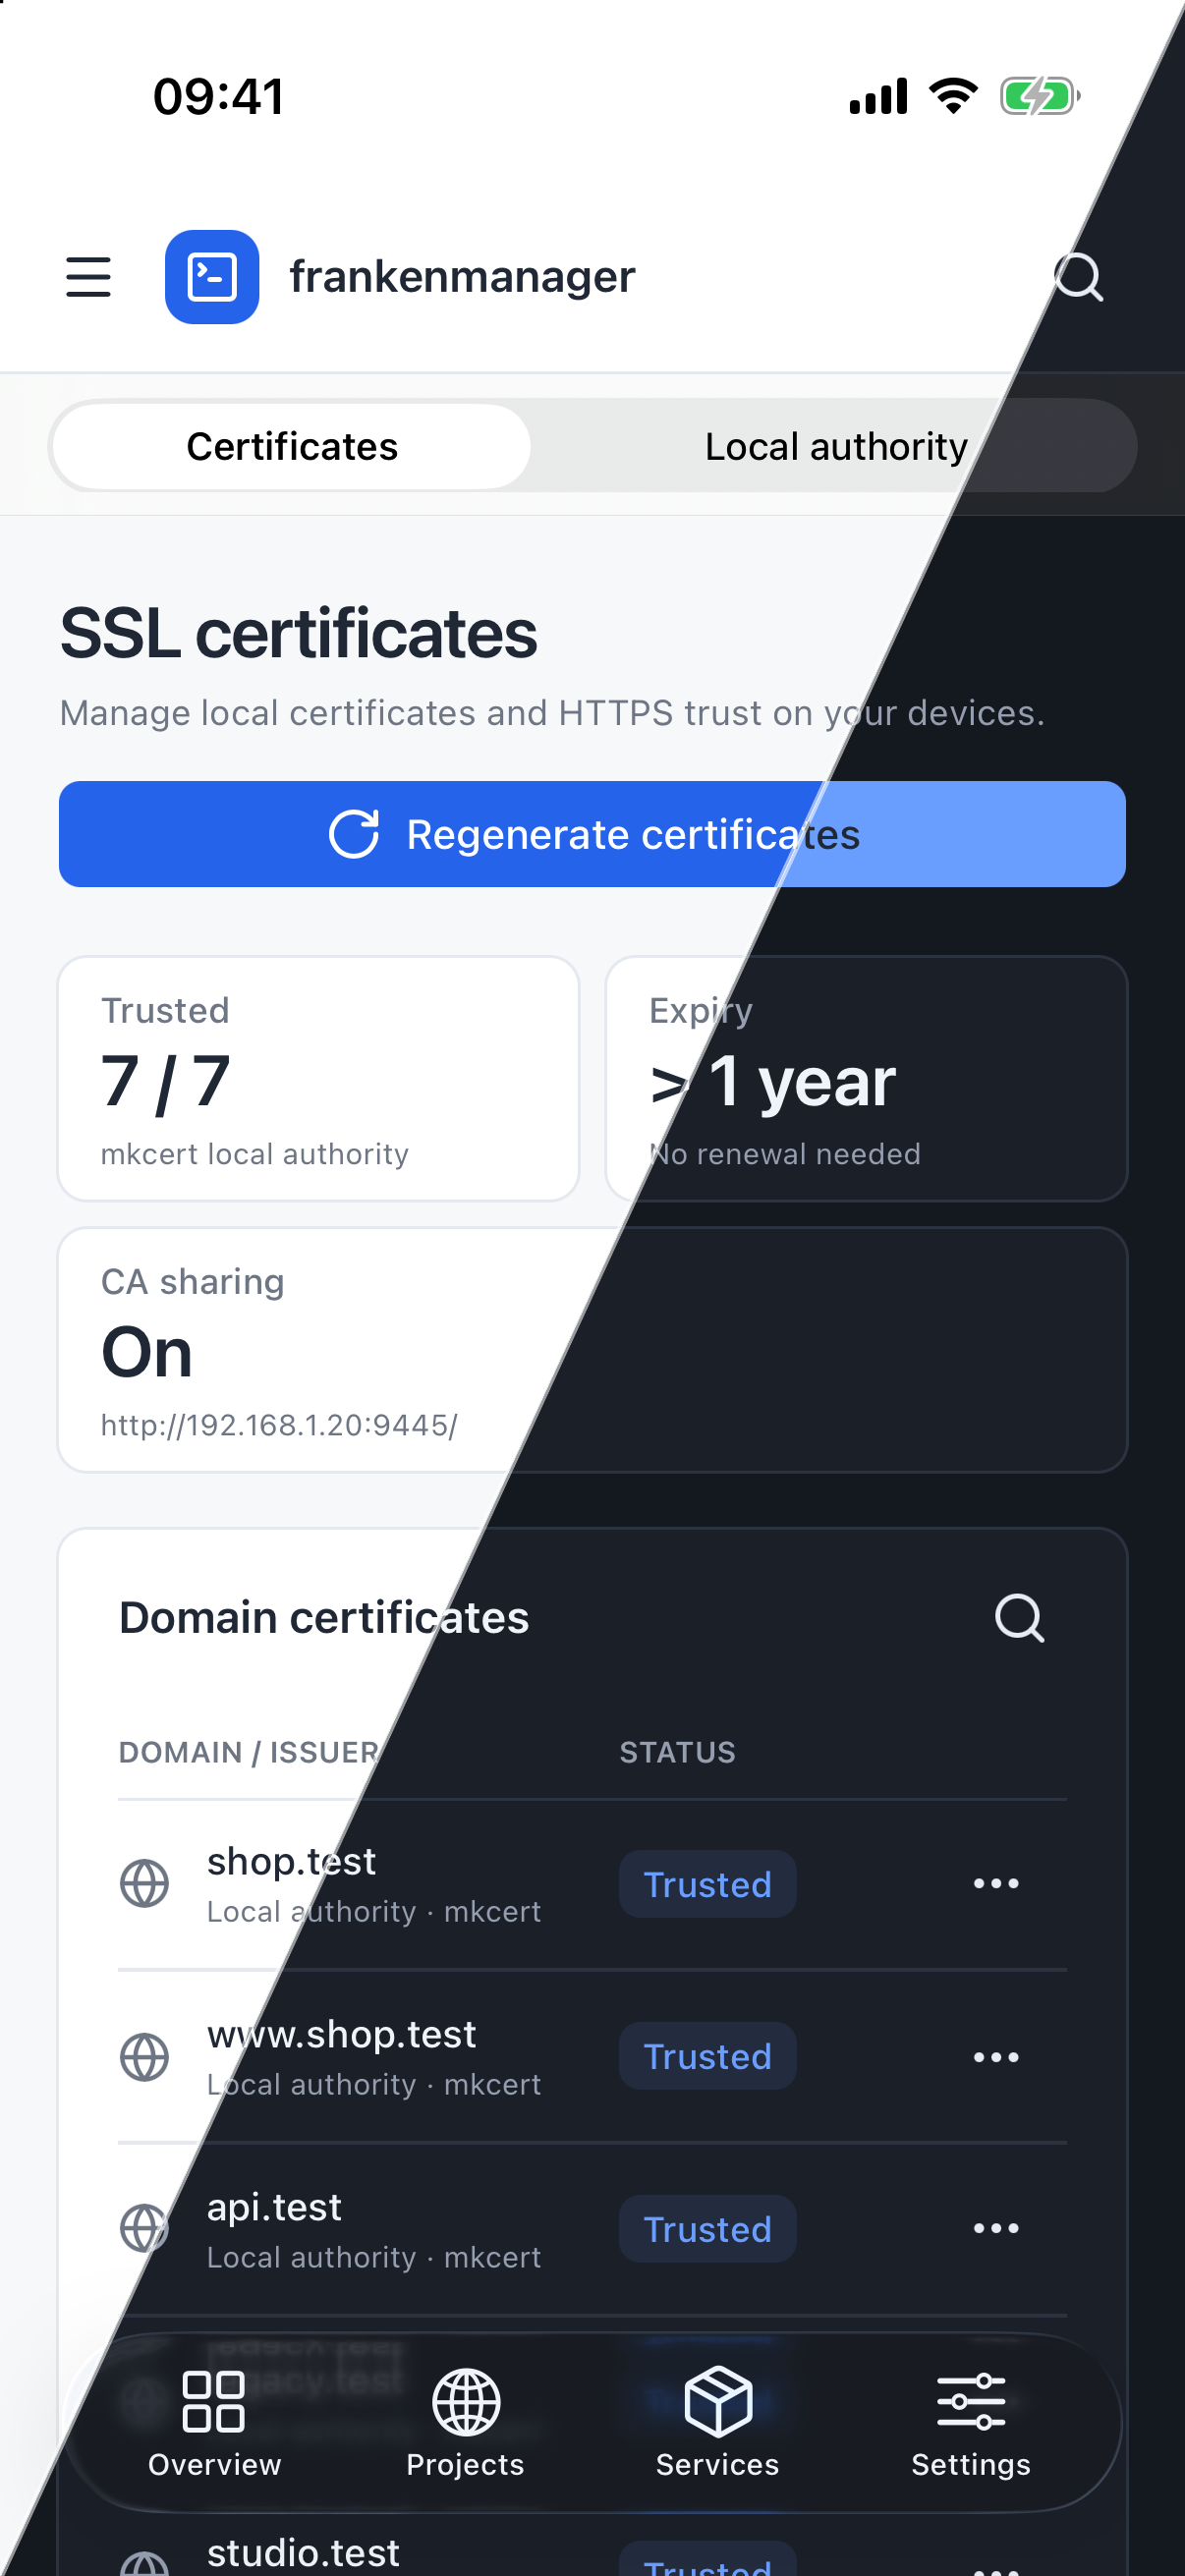 09:41
frankenmanager
Certificates
Local authority
SSL certificates
Manage local certificates and HTTPS trust on your devices.
Regenerate certificates
Trusted
7 / 7
mkcert local authority
Expiry
> 1 year
No renewal needed
CA sharing
On
http://192.168.1.20:9445/
Domain certificates
DOMAIN / ISSUER
STATUS
shop.test
Local authority · mkcert
Trusted
www.shop.test
Local authority · mkcert
Trusted
api.test
Local authority · mkcert
Trusted
Overview
Projects
Services
Settings
studio.test
Trusted